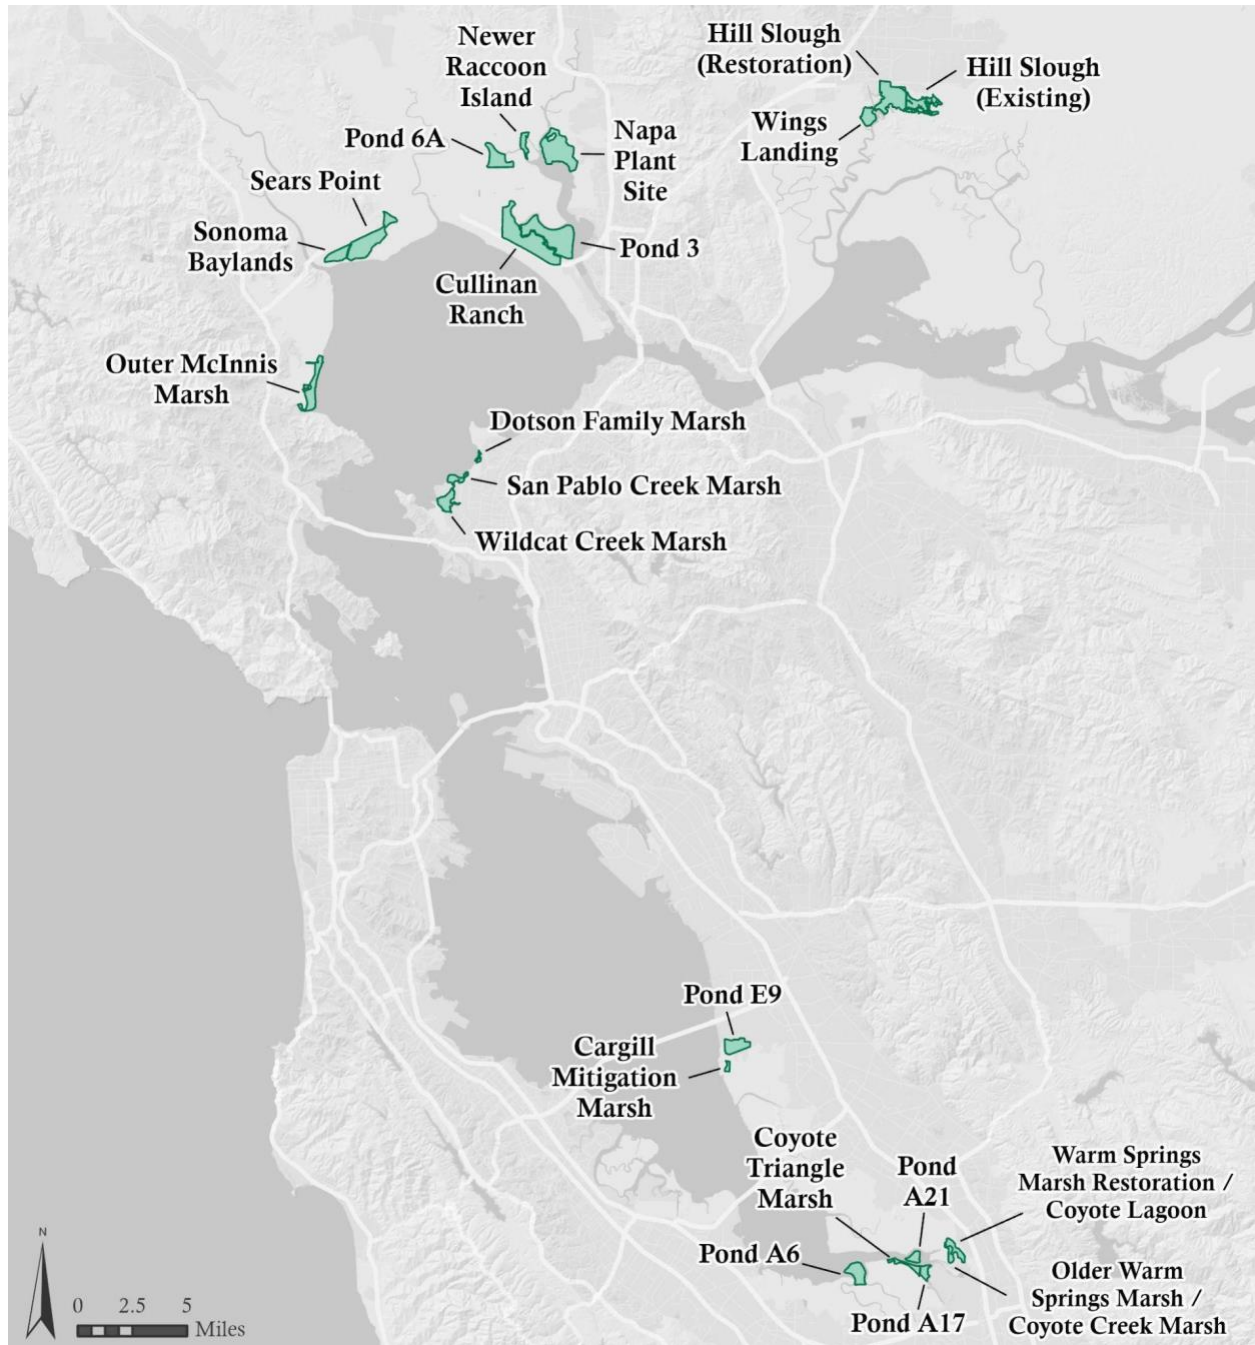 Newer
Raccoon
Island
Hill Slough
(Restoration)
Hill Slough
(Existing)
Pond 6A
Napa
Plant
Site
Wings
Landing
Sears Point
Sonoma
Baylands
Pond 3
Cullinan
Ranch
Outer McInnis
Marsh
Dotson Family Marsh
San Pablo Creek Marsh
Wildcat Creek Marsh
Pond E9
Cargill
Mitigation
Marsh
Coyote
Triangle
Marsh
Pond
A21
Warm Springs
Marsh Restoration /
Coyote Lagoon
Pond A6
Older Warm
Springs Marsh /
Coyote Creek Marsh
Pond A17
N
0 2.5 5
Miles